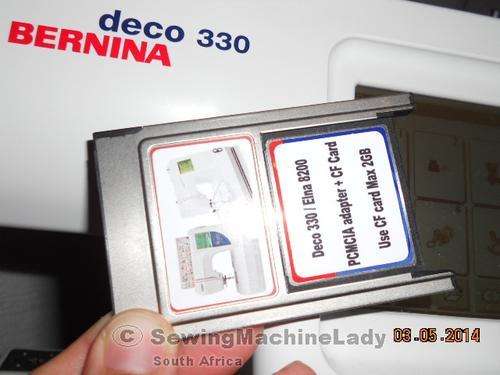 deco 330
BERNINA
Deco 330 / Elna 8200
PCMCIA adapter + CF Card
Use CF card Max 2GB
© SewingMachineLady
South Africa
03.05.2014